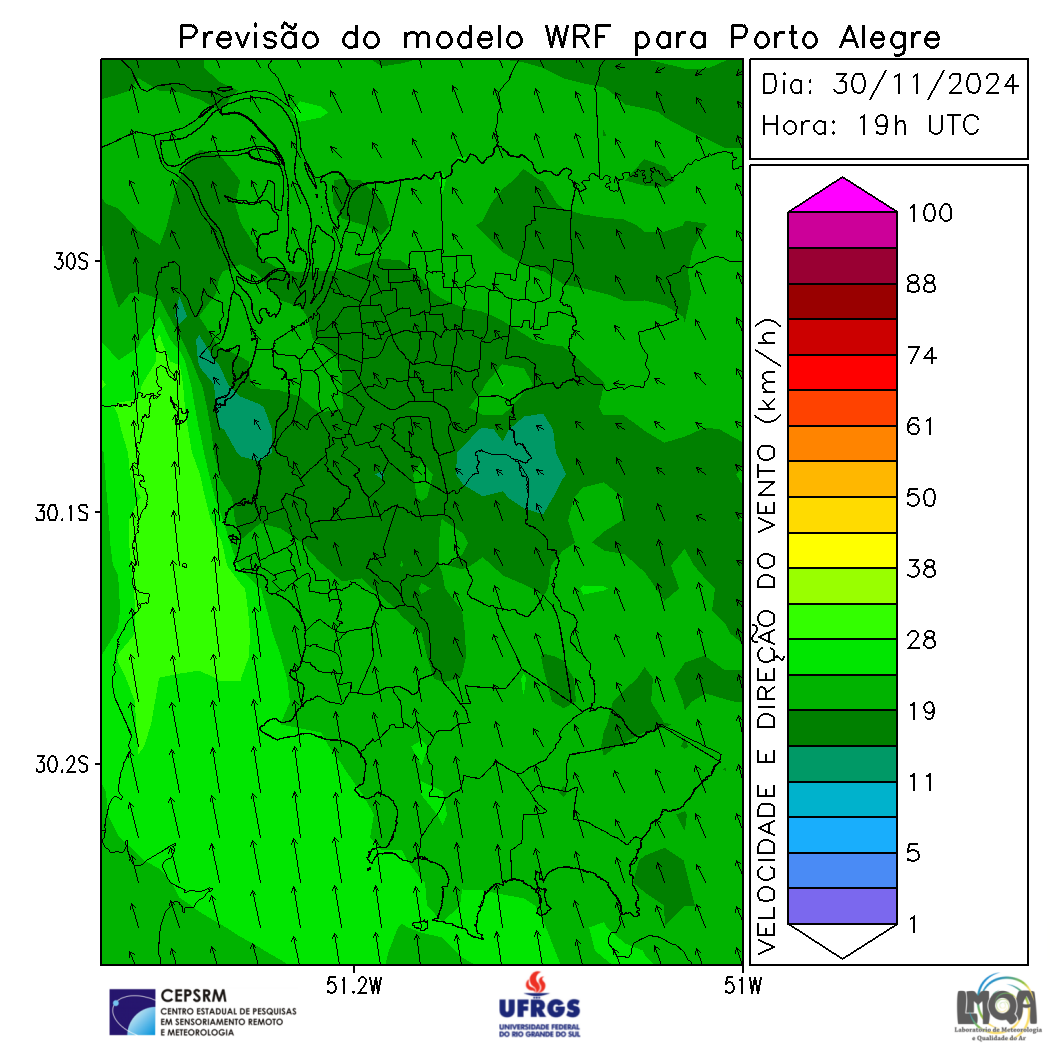 Previsão do modelo WRF para Porto Alegre
Dia: 30/11/2024
Hora: 19h UTC
30S
30.1S
30.2S
51.2W
51W
VELOCIDADE E DIREÇÃO DO VENTO (km/h)
100
88
74
61
50
38
28
19
11
5
1
CEPSRM
CENTRO ESTADUAL DE PESQUISAS
EM SENSORIAMENTO REMOTO
E METEOROLOGIA
UFRGS
UNIVERSIDADE FEDERAL
DO RIO GRANDE DO SUL
LMQA
Laboratório de Meteorologia
e Qualidade do Ar